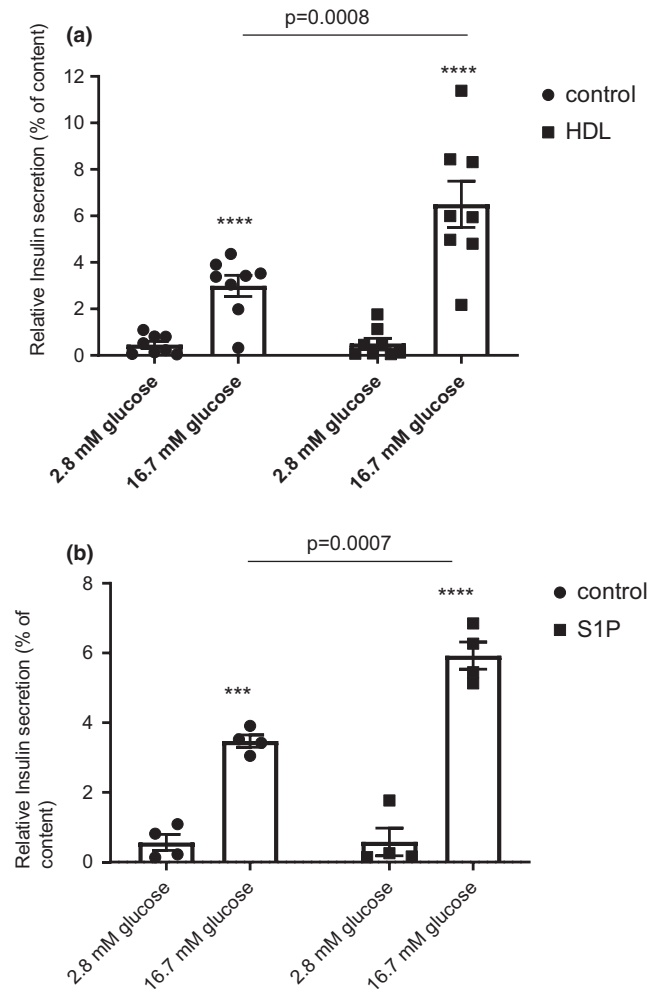 p=0.0008
(a)
Relative Insulin secretion (% of content)
12
10
8
6
4
2
0
****
****
control
HDL
2.8 mM glucose
16.7 mM glucose
2.8 mM glucose
16.7 mM glucose
(b)
p=0.0007
Relative Insulin secretion (% of
content)
8
6
4
2
0
***
****
control
S1P
2.8 mM glucose
16.7 mM glucose
2.8 mM glucose
16.7 mM glucose